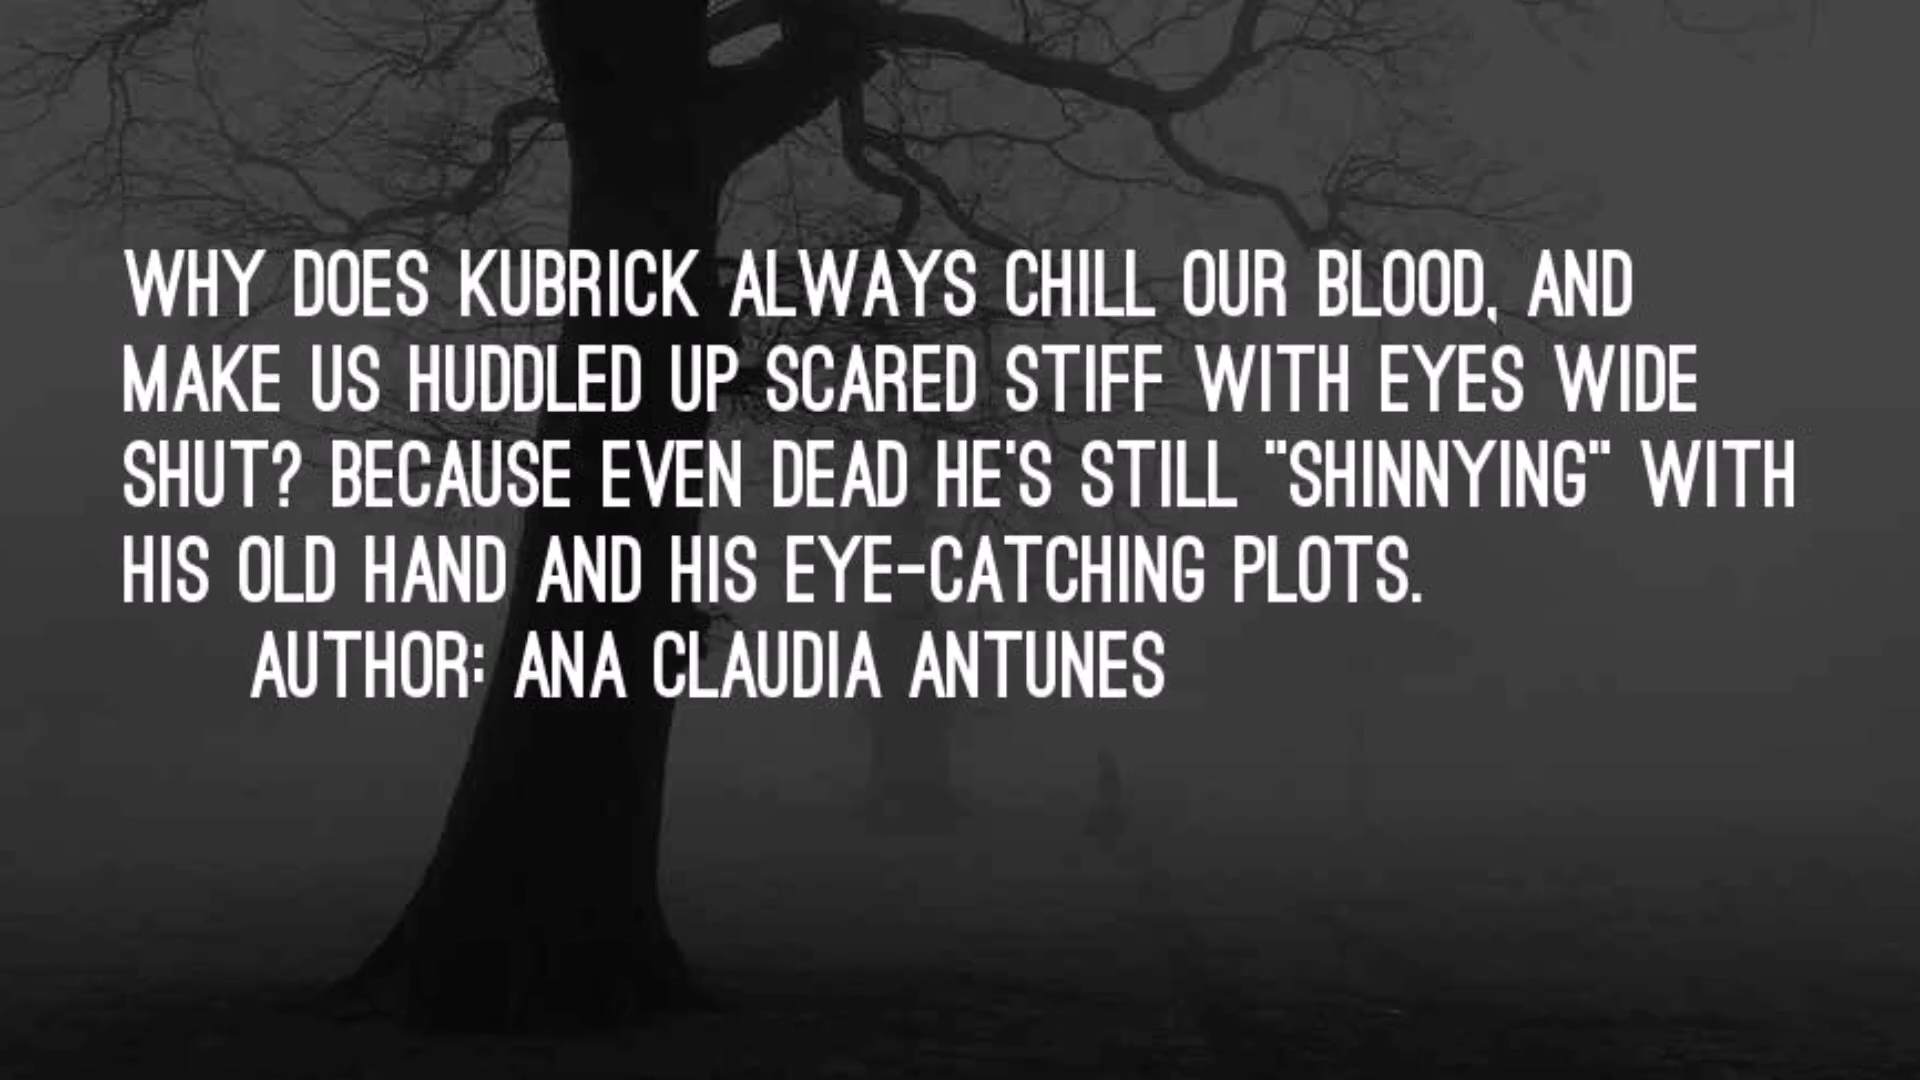 WHY DOES KUBRICK ALWAYS CHILL OUR BLOOD, AND
MAKE US HUDDLED UP SCARED STIFF WITH EYES WIDE
SHUT? BECAUSE EVEN DEAD HE'S STILL "SHINNYING" WITH
HIS OLD HAND AND HIS EYE-CATCHING PLOTS.
AUTHOR: ANA CLAUDIA ANTUNES